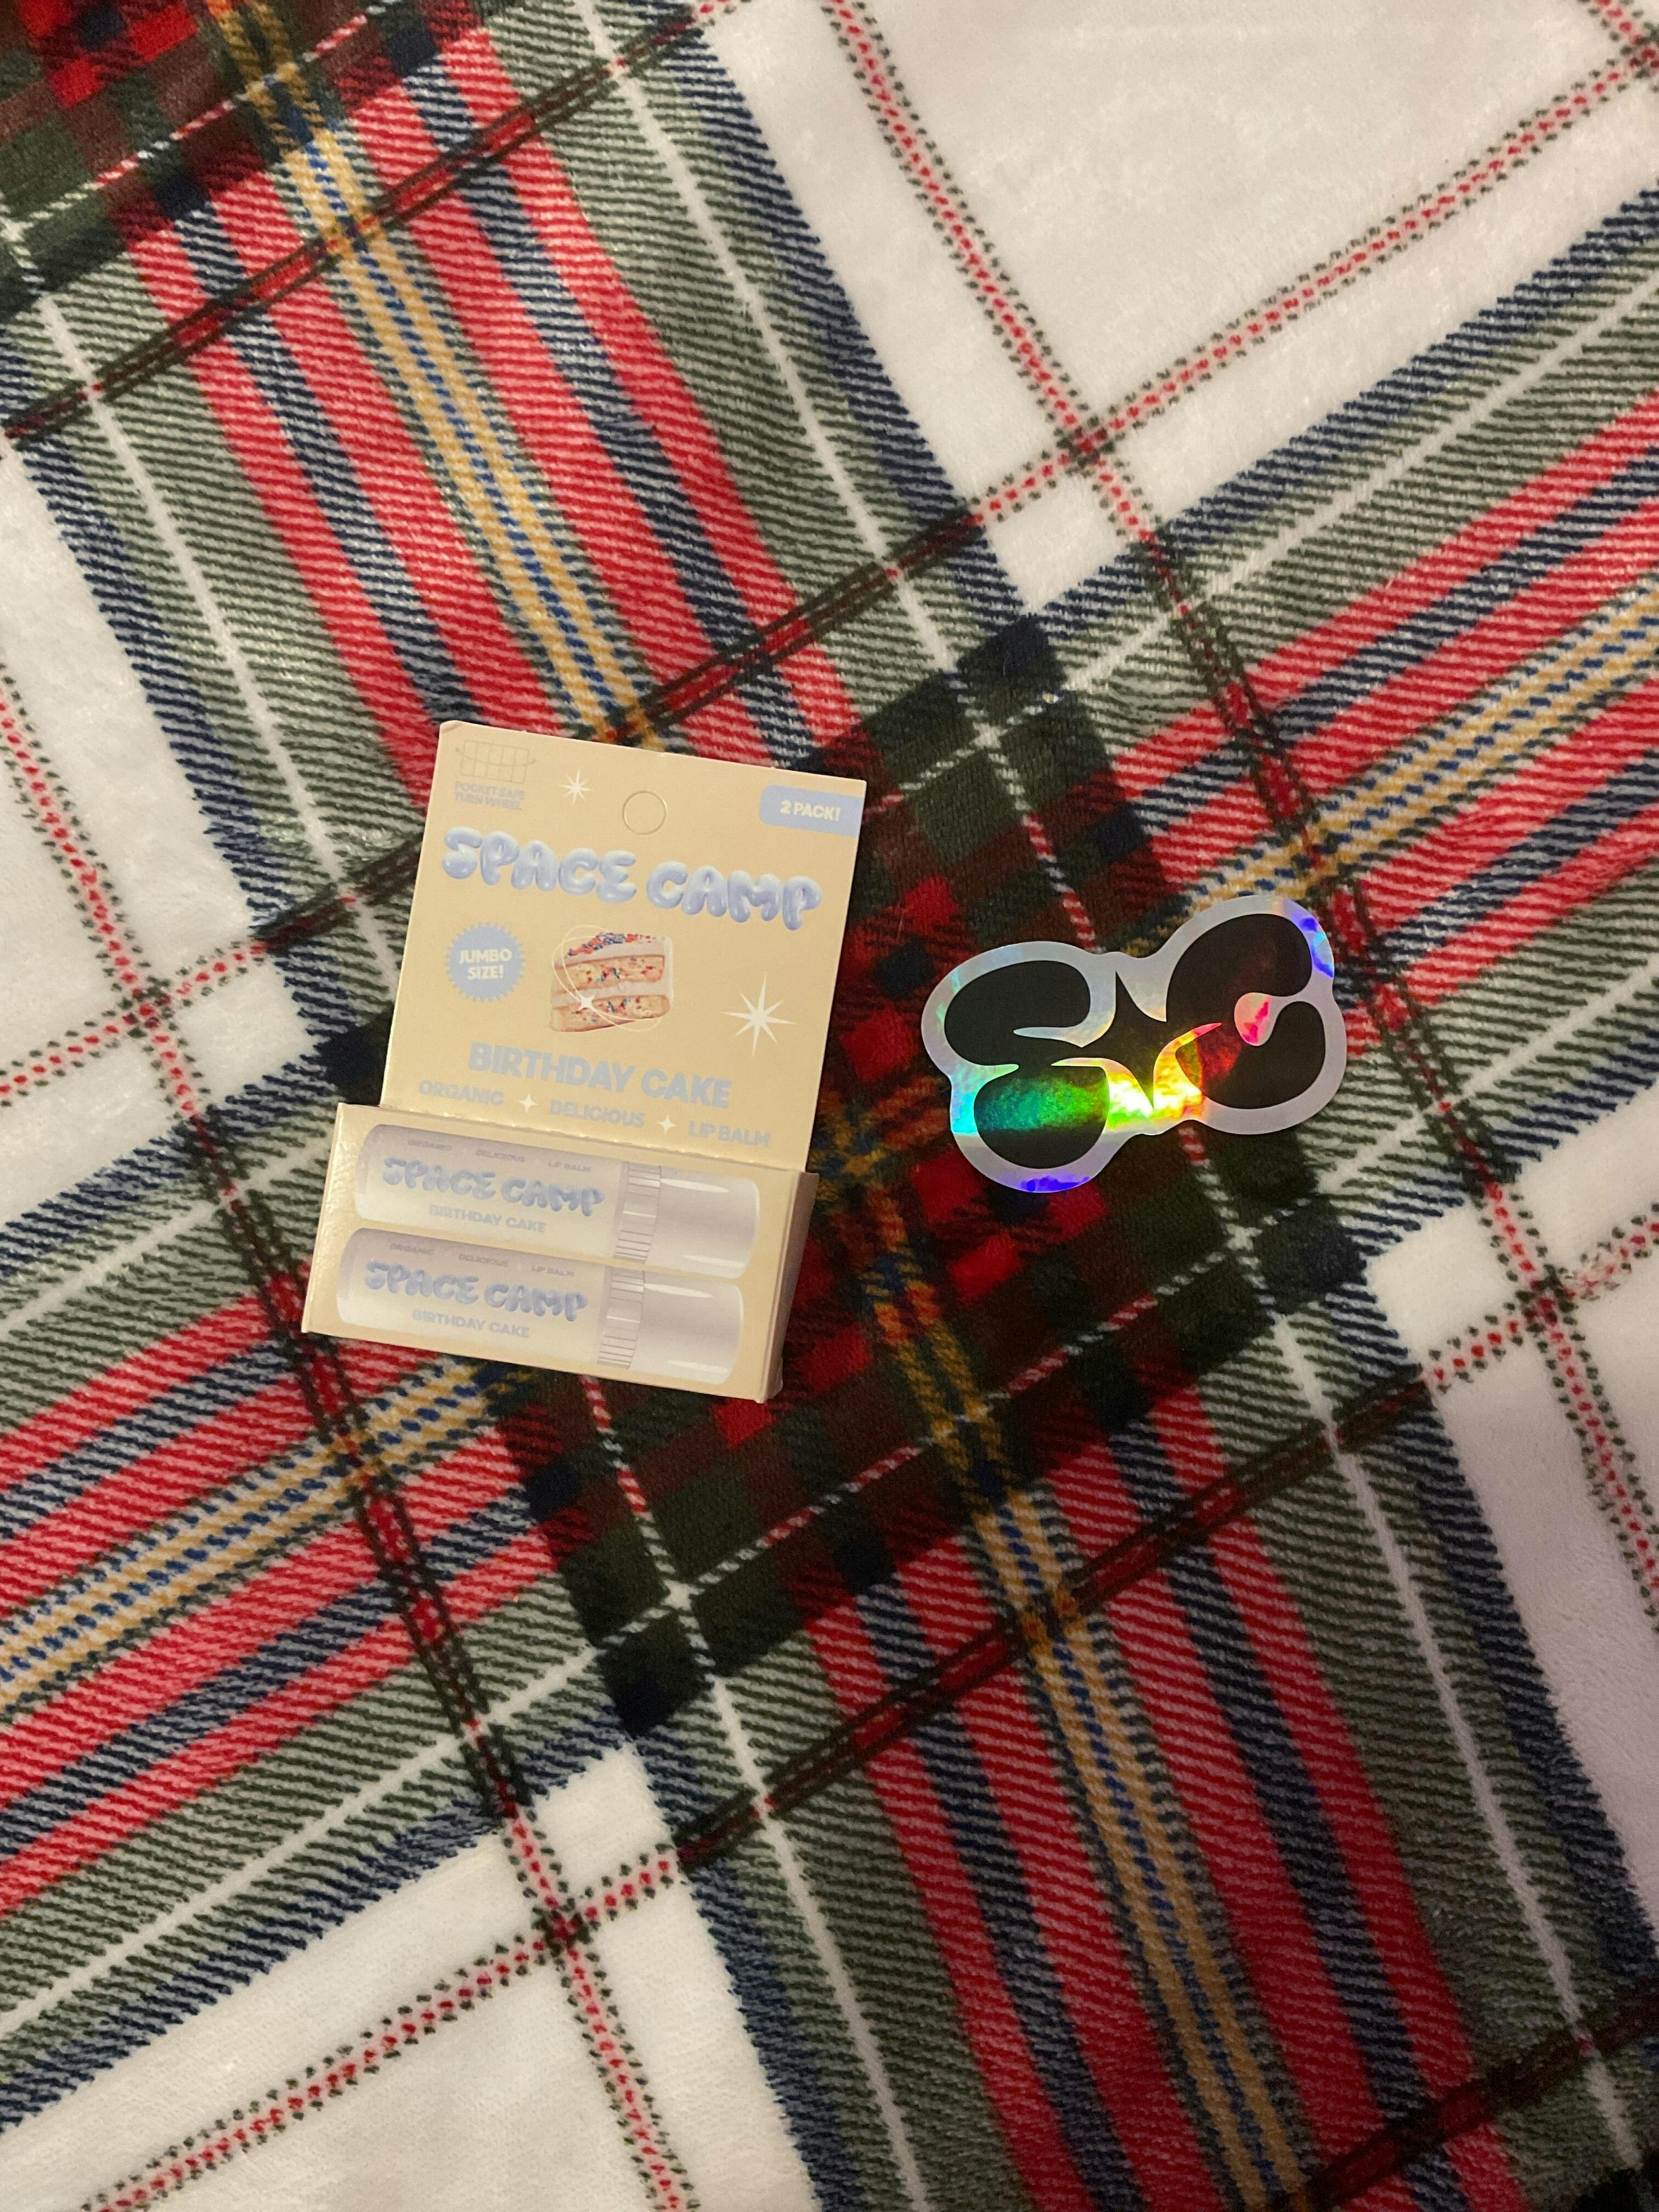 POCKET SAFE
TURN WHEEL
2 PACK!
SPACE CAMP
JUMBO
SIZE!
BIRTHDAY CAKE
ORGANIC DELICIOUS LIP BALM
ORGANIC DELICIOUS LIP BALM
SPACE CAMP
BIRTHDAY CAKE
ORGANIC DELICIOUS LIP BALM
SPACE CAMP
BIRTHDAY CAKE
SC